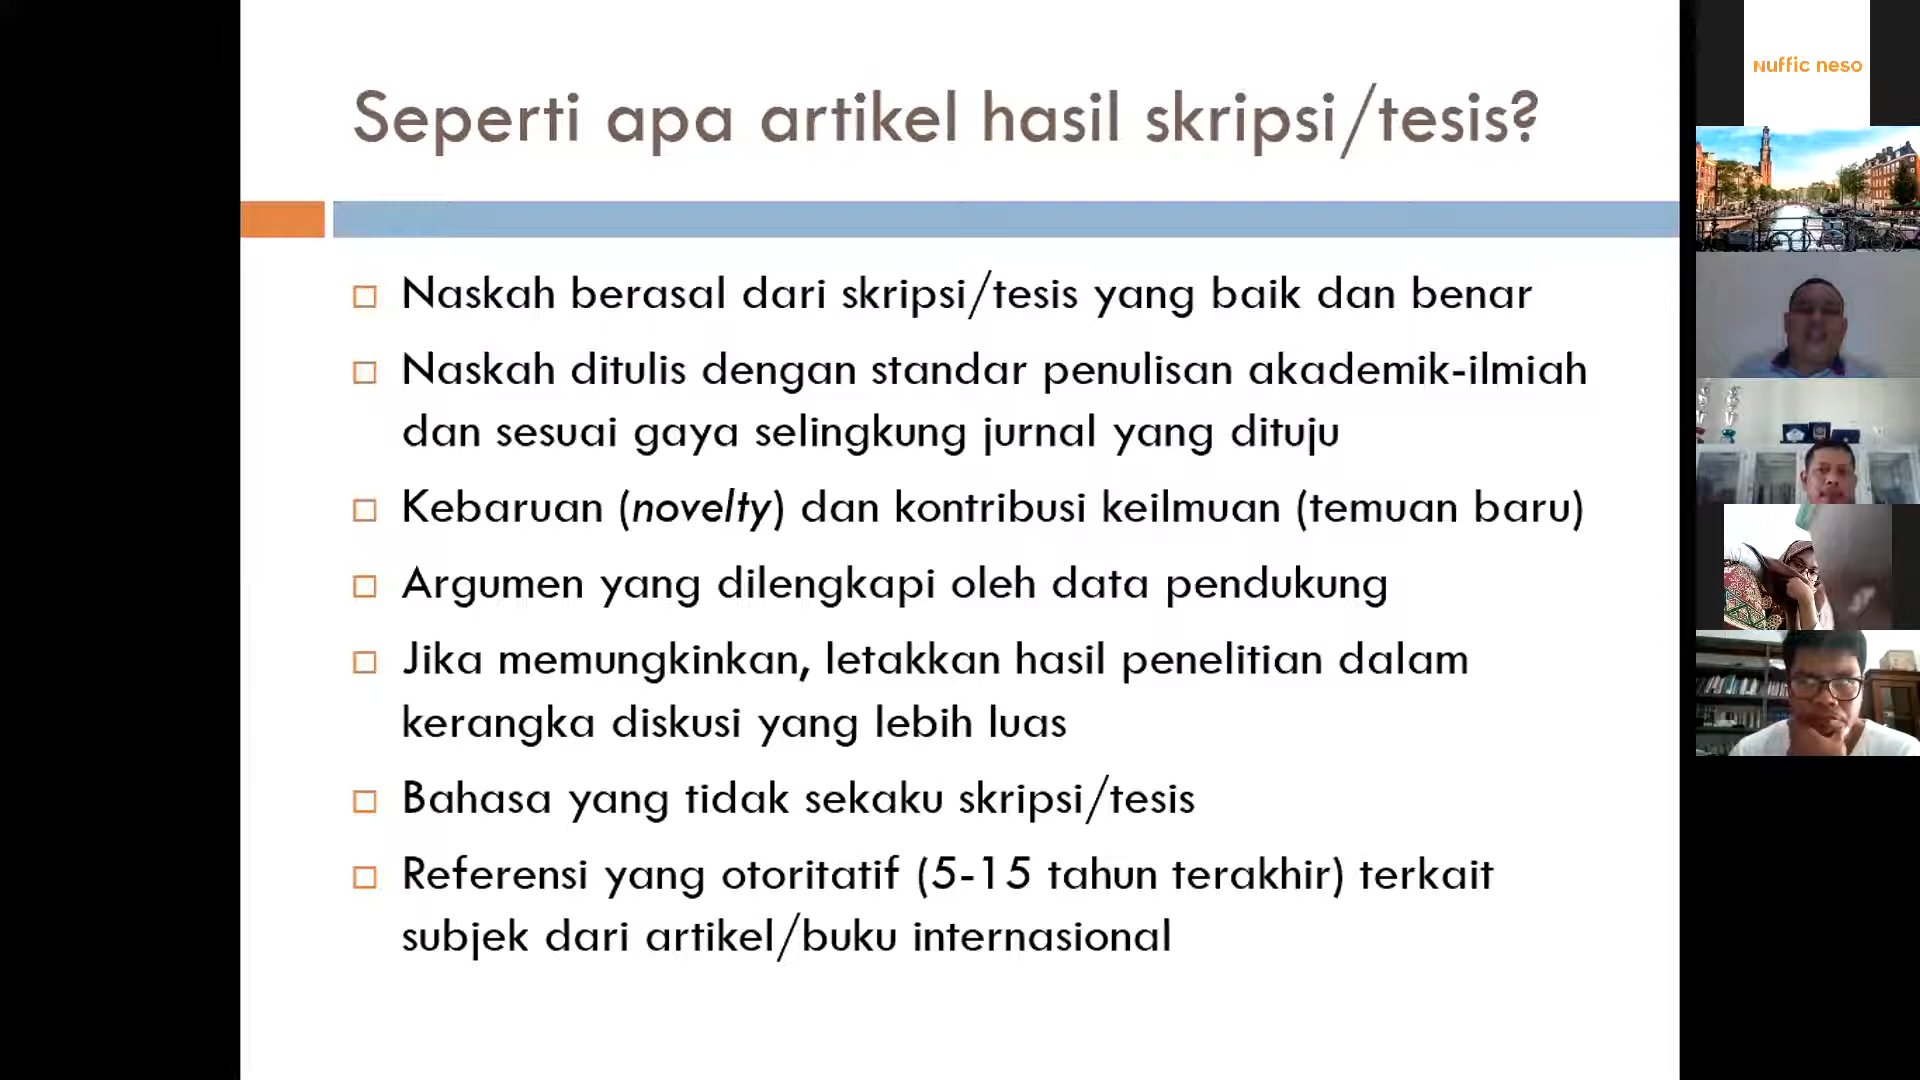 Seperti apa artikel hasil skripsi/tesis?
Naskah berasal dari skripsi/tesis yang baik dan benar
Naskah ditulis dengan standar penulisan akademik-ilmiah
dan sesuai gaya selingkung jurnal yang dituju
Kebaruan (novelty) dan kontribusi keilmuan (temuan baru)
Argumen yang dilengkapi oleh data pendukung
Jika memungkinkan, letakkan hasil penelitian dalam
kerangka diskusi yang lebih luas
Bahasa yang tidak sekaku skripsi/tesis
Referensi yang otoritatif (5-15 tahun terakhir) terkait
subjek dari artikel/buku internasional
nuffic neso